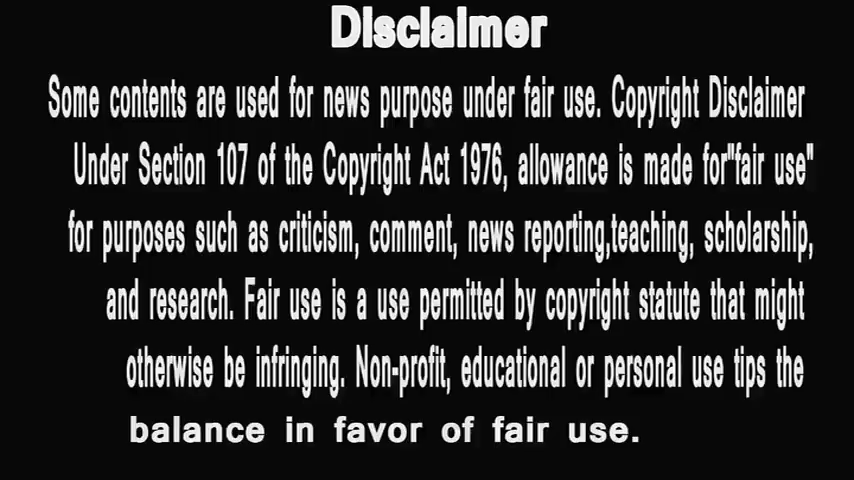 Disclaimer
Some contents are used for news purpose under fair use. Copyright Disclaimer
Under Section 107 of the Copyright Act 1976, allowance is made for"fair use"
for purposes such as criticism, comment, news reporting,teaching, scholarship,
and research. Fair use is a use permitted by copyright statute that might
otherwise be infringing. Non-profit, educational or personal use tips the
balance in favor of fair use.